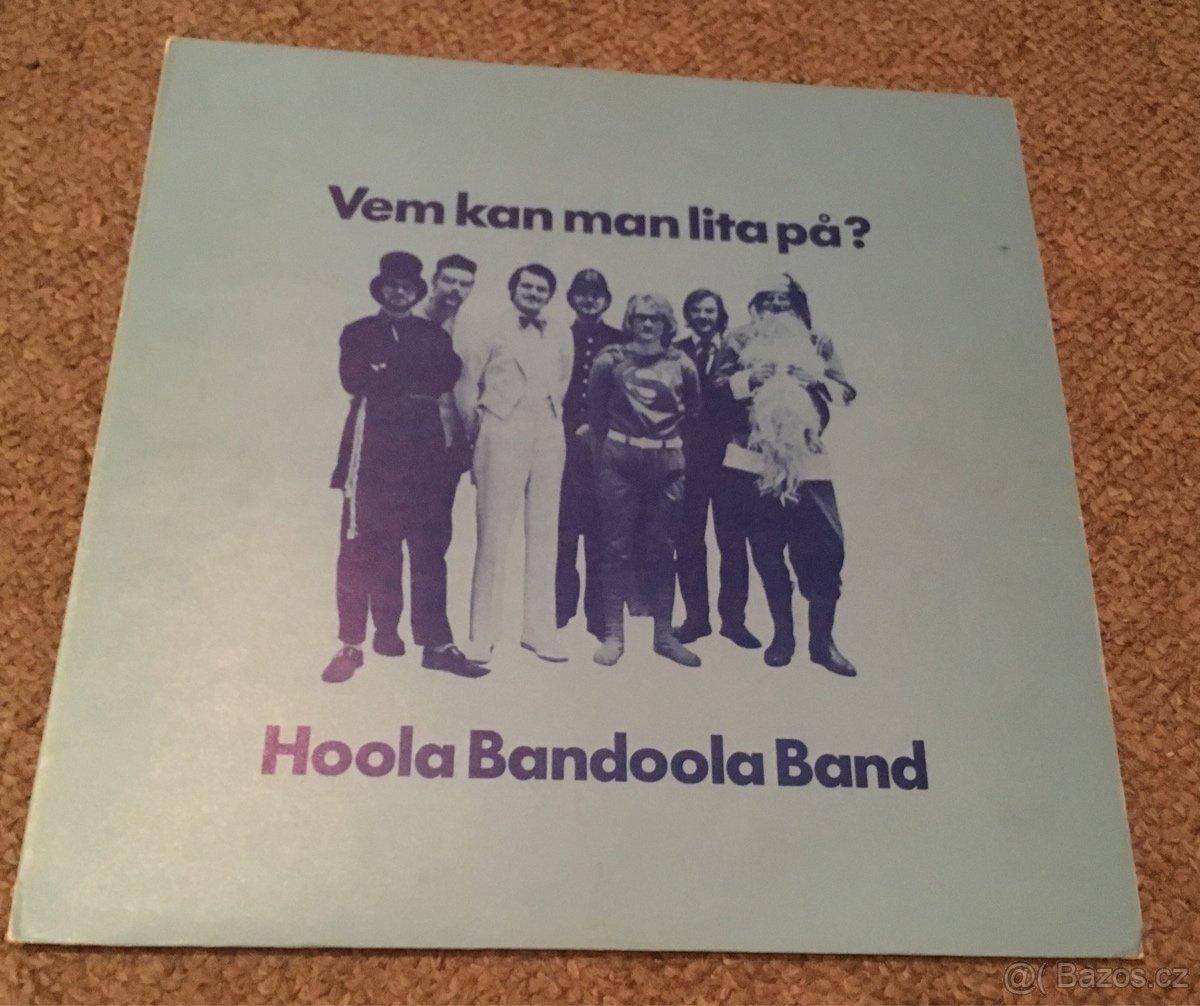 Vem kan man lita på?
S
Hoola Bandoola Band
@( Bazos.cz